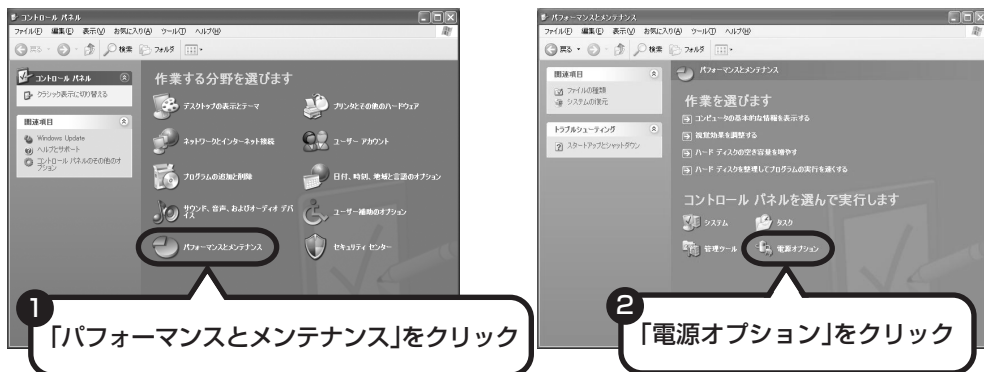 コントロール パネル
ファイル(F) 編集(E) 表示(V) お気に入り(A) ツール(T) ヘルプ(H)
戻る 検索 フォルダ
コントロール パネル
クラシック表示に切り替える
関連項目
Windows Update
ヘルプとサポート
コントロール パネルのその他のオプション
作業する分野を選びます
デスクトップの表示とテーマ
プリンタとその他のハードウェア
ネットワークとインターネット接続
ユーザー アカウント
プログラムの追加と削除
日付、時刻、地域と言語のオプション
サウンド、音声、およびオーディオ デバイス
ユーザー補助のオプション
パフォーマンスとメンテナンス
セキュリティ センター
1
「パフォーマンスとメンテナンス」をクリック
パフォーマンスとメンテナンス
ファイル(F) 編集(E) 表示(V) お気に入り(A) ツール(T) ヘルプ(H)
戻る 検索 フォルダ
関連項目
ファイルの種類
システムの復元
トラブルシューティング
スタートアップとシャットダウン
パフォーマンスとメンテナンス
作業を選びます
コンピュータの基本的な情報を表示する
視覚効果を調整する
ハード ディスクの空き容量を増やす
ハード ディスクを整理してプログラムの実行を速くする
コントロール パネルを選んで実行します
システム
タスク
管理ツール
電源オプション
2
「電源オプション」をクリック